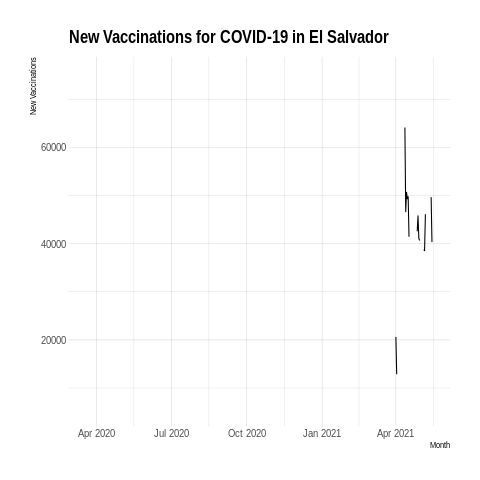 New Vaccinations for COVID-19 in El Salvador
New Vaccinations
60000
40000
20000
Apr 2020 Jul 2020 Oct 2020 Jan 2021 Apr 2021
Month